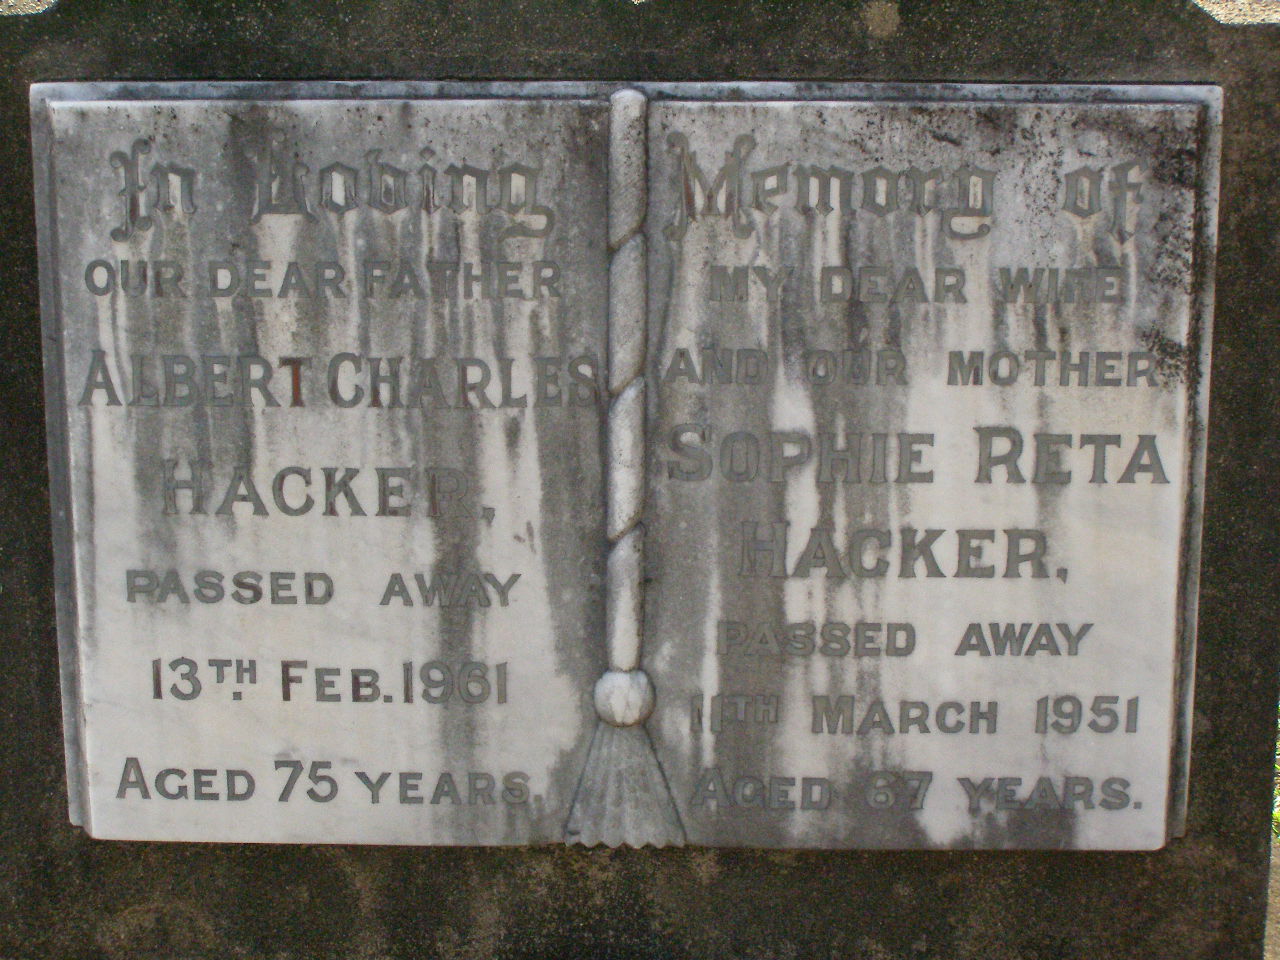 In Loving
OUR DEAR FATHER
ALBERT CHARLES
HACKER,
PASSED AWAY
13TH. FEB. 1961
AGED 75 YEARS
Memory of
MY DEAR WIFE
AND OUR MOTHER
SOPHIE RETA
HACKER,
PASSED AWAY
11TH MARCH 1951
AGED 67 YEARS.